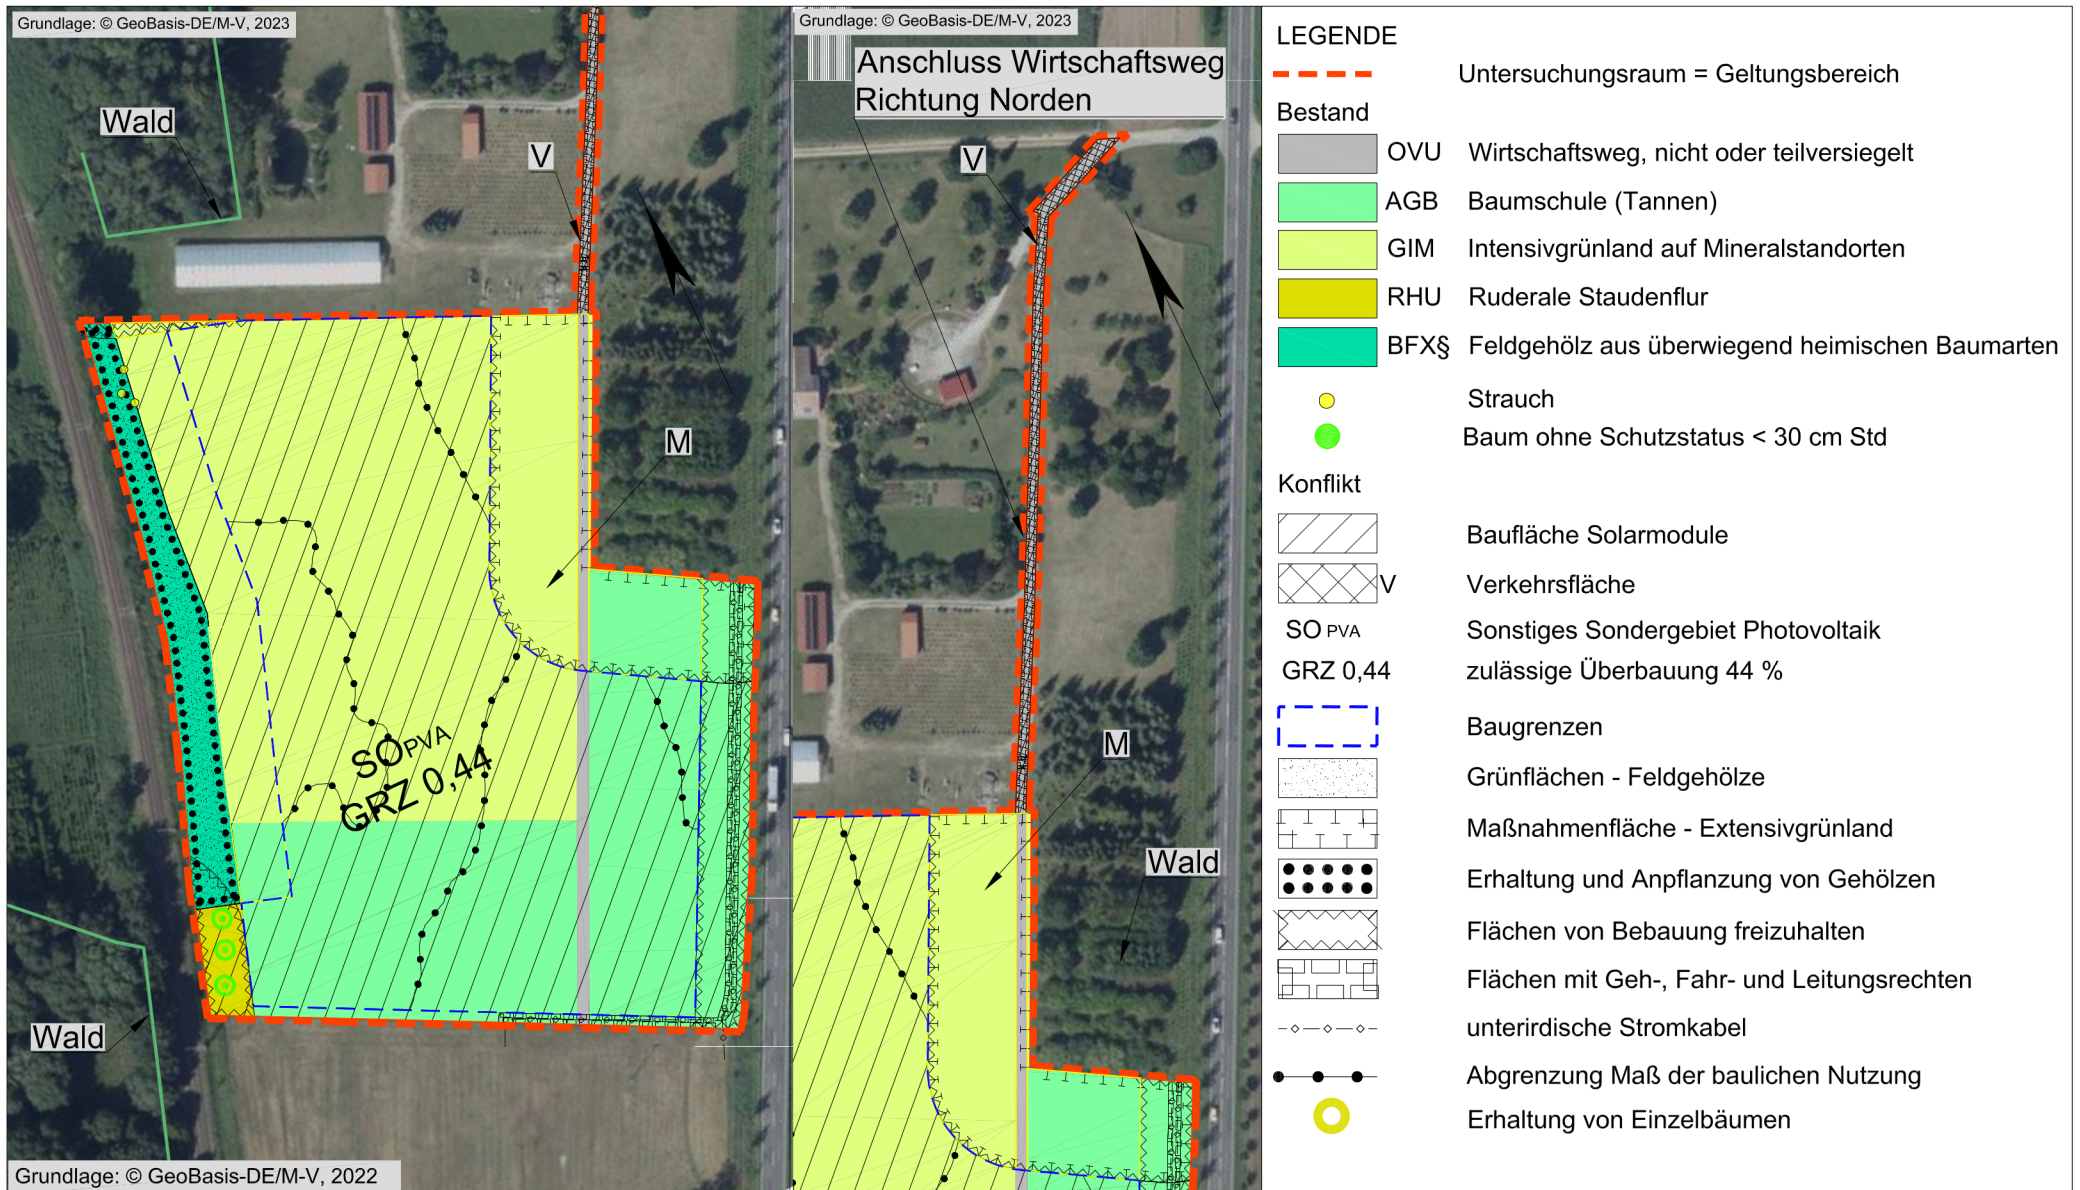 Grundlage: © GeoBasis-DE/M-V, 2023
Wald
V
M
SO PVA
GRZ 0,44
Wald
Grundlage: © GeoBasis-DE/M-V, 2022
Grundlage: © GeoBasis-DE/M-V, 2023
Anschluss Wirtschaftsweg
Richtung Norden
V
M
Wald
LEGENDE
Untersuchungsraum = Geltungsbereich
Bestand
OVU Wirtschaftsweg, nicht oder teilversiegelt
AGB Baumschule (Tannen)
GIM Intensivgrünland auf Mineralstandorten
RHU Ruderale Staudenflur
BFX§ Feldgehölz aus überwiegend heimischen Baumarten
Strauch
Baum ohne Schutzstatus < 30 cm Std
Konflikt
Baufläche Solarmodule
V Verkehrsfläche
SO PVA Sonstiges Sondergebiet Photovoltaik
GRZ 0,44 zulässige Überbauung 44 %
Baugrenzen
Grünflächen - Feldgehölze
Maßnahmenfläche - Extensivgrünland
Erhaltung und Anpflanzung von Gehölzen
Flächen von Bebauung freizuhalten
Flächen mit Geh-, Fahr- und Leitungsrechten
unterirdische Stromkabel
Abgrenzung Maß der baulichen Nutzung
Erhaltung von Einzelbäumen